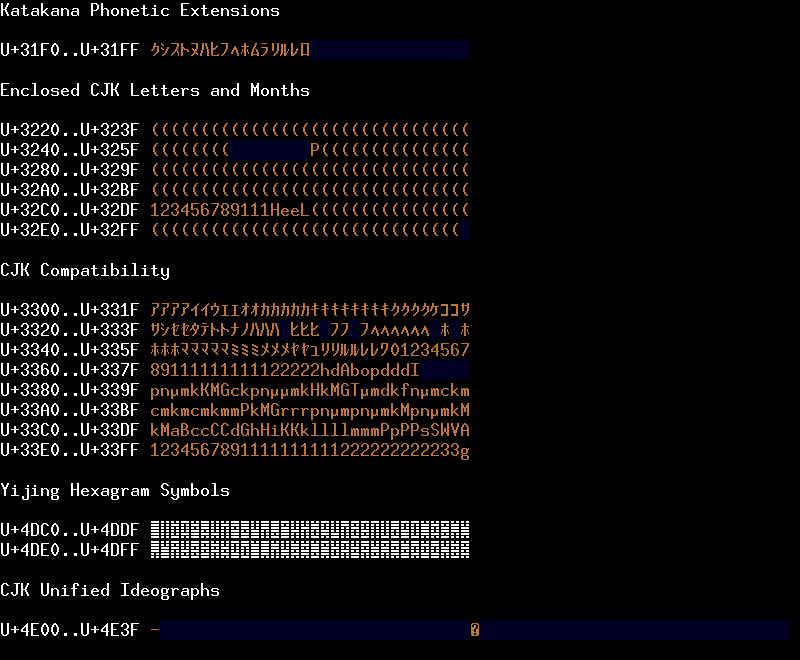 Katakana Phonetic Extensions
U+31F0..U+31FF ｸｼｽﾄﾇﾊﾋﾌﾍﾎﾑﾗﾘﾙﾚﾛ
Enclosed CJK Letters and Months
U+3220..U+323F ((((((((((((((((((((((((((((((((
U+3240..U+325F ((((((((        P(((((((((((((((
U+3280..U+329F ((((((((((((((((((((((((((((((((
U+32A0..U+32BF ((((((((((((((((((((((((((((((((
U+32C0..U+32DF 123456789111HeeL((((((((((((((((
U+32E0..U+32FF (((((((((((((((((((((((((((((((
CJK Compatibility
U+3300..U+331F ｱｱｱｱｲｲｳｴｴｵｵｶｶｶｶｶｷｷｷｷｷｷｷｷｸｸｸｸｹｺｺｻ
U+3320..U+333F ｻｼｾｾﾀﾃﾄﾄﾅﾉﾊﾊﾊ ﾋﾋﾋ ﾌﾌ ﾌﾍﾍﾍﾍﾍﾍ ﾎ ﾎ
U+3340..U+335F ﾎﾎﾎﾏﾏﾏﾏﾏﾐﾐﾐﾒﾒﾒﾔﾔﾕﾘﾘﾙﾙﾚﾚﾜ01234567
U+3360..U+337F 89111111111122222hdAbopdddI
U+3380..U+339F pnμmkKMGckpnμμmkHkMGTμmdkfnμmckm
U+33A0..U+33BF cmkmcmkmmPkMGrrrpnμmpnμmkMpnμmkM
U+33C0..U+33DF kMaBccCCdGhHiKKkllllmmmPpPPsSWVA
U+33E0..U+33FF 1234567891111111111222222222233g
Yijing Hexagram Symbols
U+4DC0..U+4DDF ䷀䷁䷂䷃䷄䷅䷆䷇䷈䷉䷊䷋䷌䷍䷎䷏䷐䷑䷒䷓䷔䷕䷖䷗䷘䷙䷚䷛䷜䷝䷞䷟
U+4DE0..U+4DFF ䷠䷡䷢䷣䷤䷥䷦䷧䷨䷩䷪䷫䷬䷭䷮䷯䷰䷱䷲䷳䷴䷵䷶䷷䷸䷹䷺䷻䷼䷽䷾䷿
CJK Unified Ideographs
U+4E00..U+4E3F 一 ?